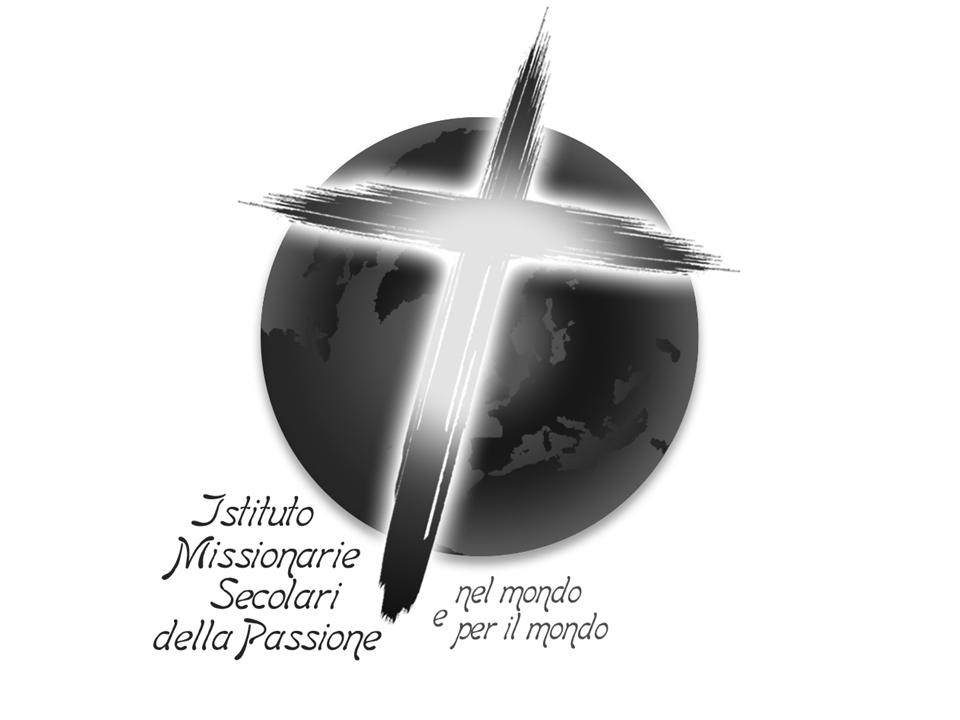 Istituto
Missionarie
Secolari
della Passione
nel mondo
e
per il mondo